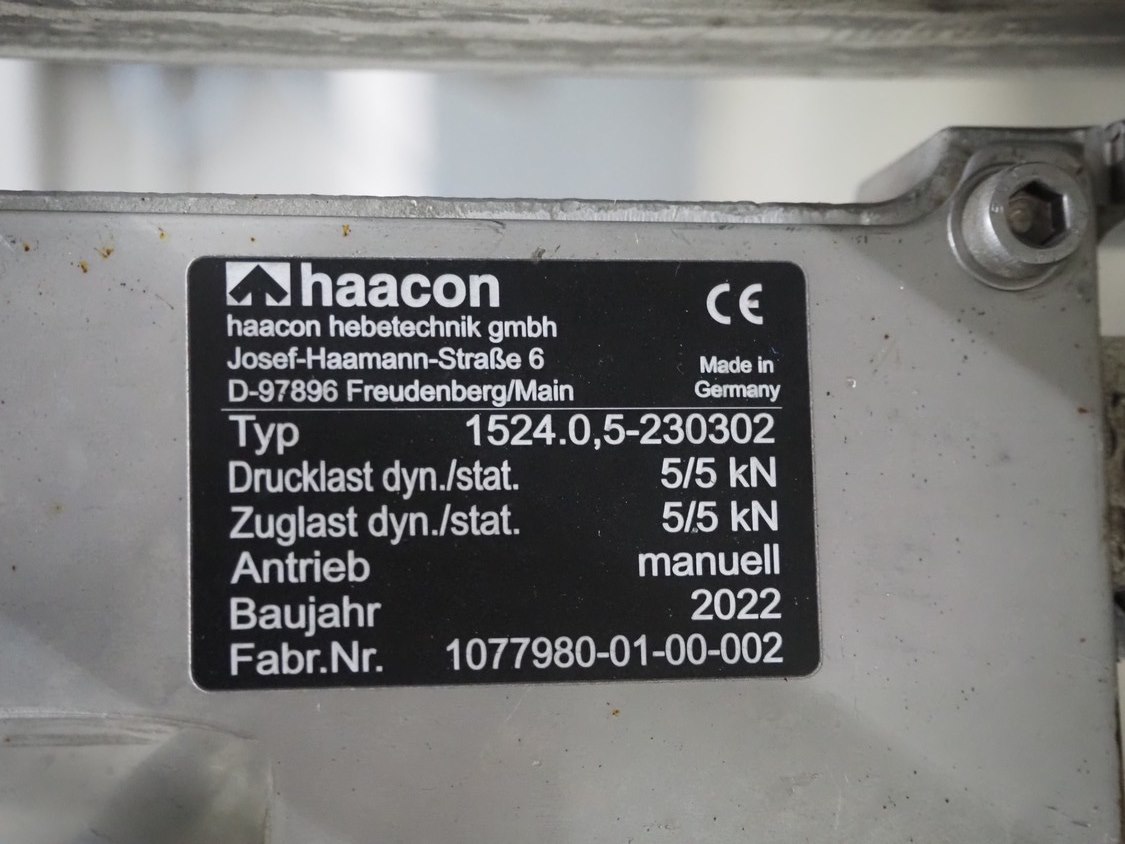 haacon
CE
haacon hebetechnik gmbh
Josef-Haamann-Straße 6
D-97896 Freudenberg/Main
Made in
Germany
Typ 1524.0,5-230302
Drucklast dyn./stat. 5/5 kN
Zuglast dyn./stat. 5/5 kN
Antrieb manuell
Baujahr 2022
Fabr.Nr. 1077980-01-00-002